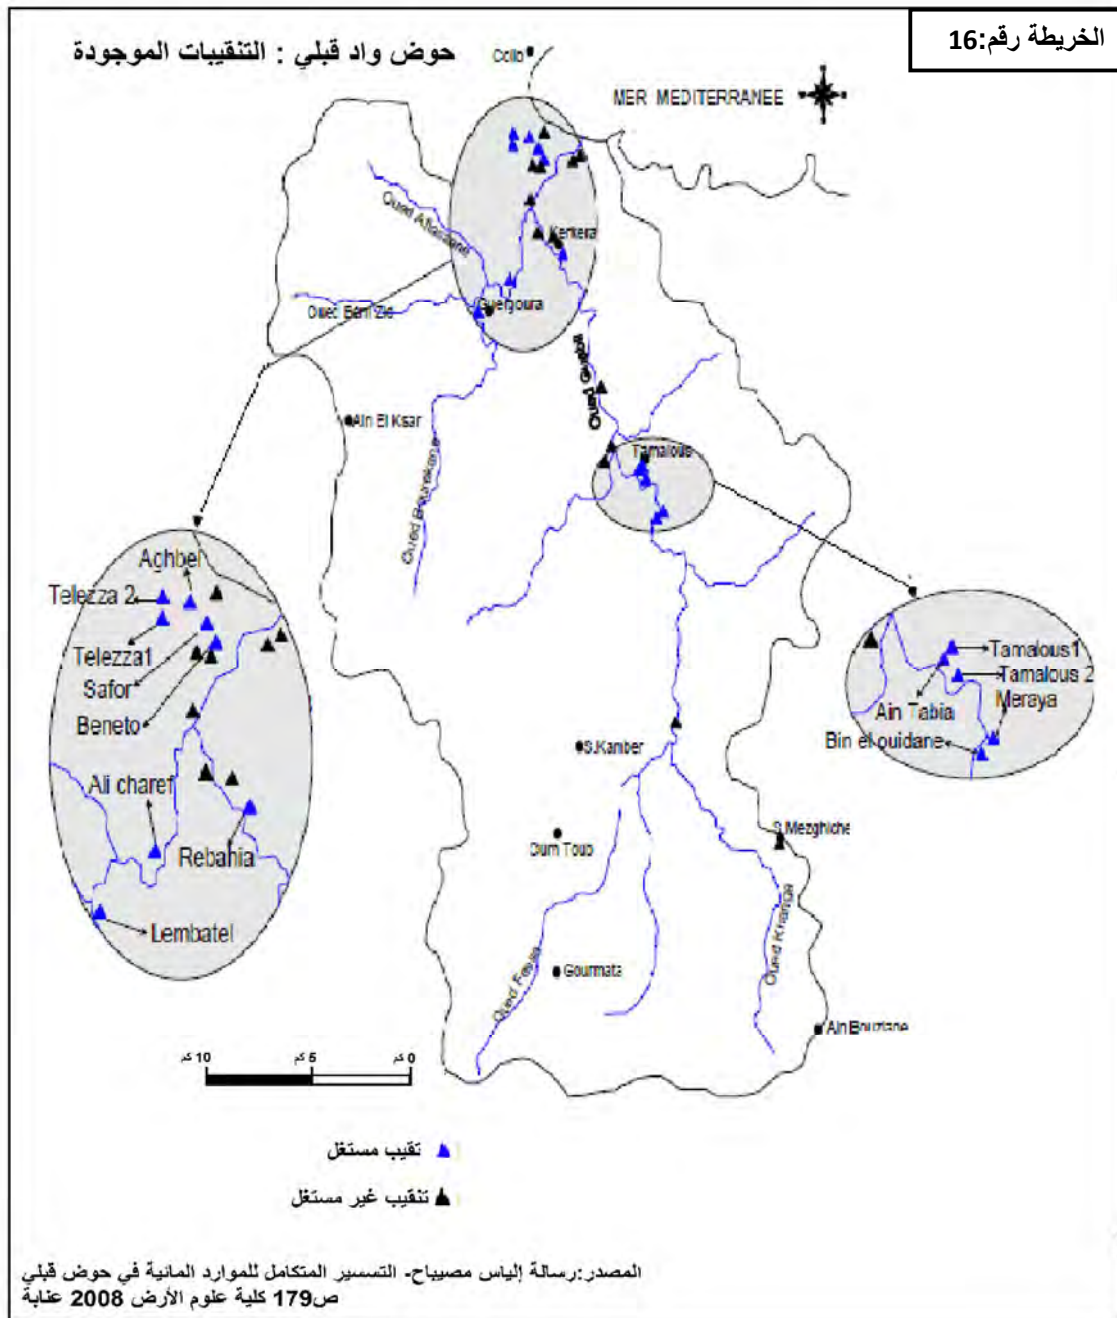 الخريطة رقم:16
حوض واد قبلي : التنقيبات الموجودة
Collo
MER MEDITERRANEE
Kerkera
Guergoura
Oued Beni Zid
Oued Guebli
Ain El Ksar
Tamalous
Aghbel
Telezza 2
Telezza1
Safor
Beneto
Ali charef
Rebahia
Lembatel
Tamalous1
Tamalous 2
Meraya
Ain Tabia
Bin el ouidane
S.Kamber
S.Mezghiche
Oum Toub
Oued Khanga
Oued Fessa
Gourmata
Ain Bouziane
10 كم
5 كم
0 كم
تقيب مستغل
تنقيب غير مستغل
المصدر:رسالة إلياس مصيباح- التسيير المتكامل للموارد المائية في حوض قبلي
ص179 كلية علوم الأرض 2008 عنابة